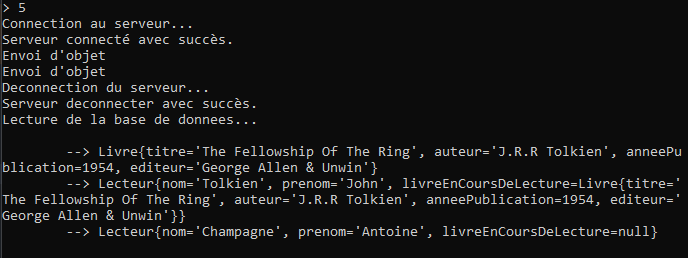 > 5
Connection au serveur...
Serveur connecté avec succès.
Envoi d'objet
Envoi d'objet
Deconnection du serveur...
Serveur deconnecter avec succès.
Lecture de la base de donnees...
--> Livre{titre='The Fellowship Of The Ring', auteur='J.R.R Tolkien', anneePu
blication=1954, editeur='George Allen & Unwin'}
--> Lecteur{nom='Tolkien', prenom='John', livreEnCoursDeLecture=Livre{titre='
The Fellowship Of The Ring', auteur='J.R.R Tolkien', anneePublication=1954, editeur='
George Allen & Unwin'}}
--> Lecteur{nom='Champagne', prenom='Antoine', livreEnCoursDeLecture=null}